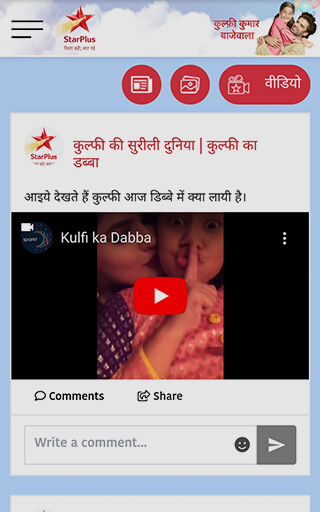 StarPlus
रिश्ता वही, बात नई
कुल्फ़ी कुमार
बाजेवाला
वीडियो
कुल्फी की सुरीली दुनिया | कुल्फी का
डब्बा
StarPlus
आइये देखते हैं कुल्फी आज डिब्बे में क्या लायी है।
Kulfi ka Dabba
Comments
Share
Write a comment...